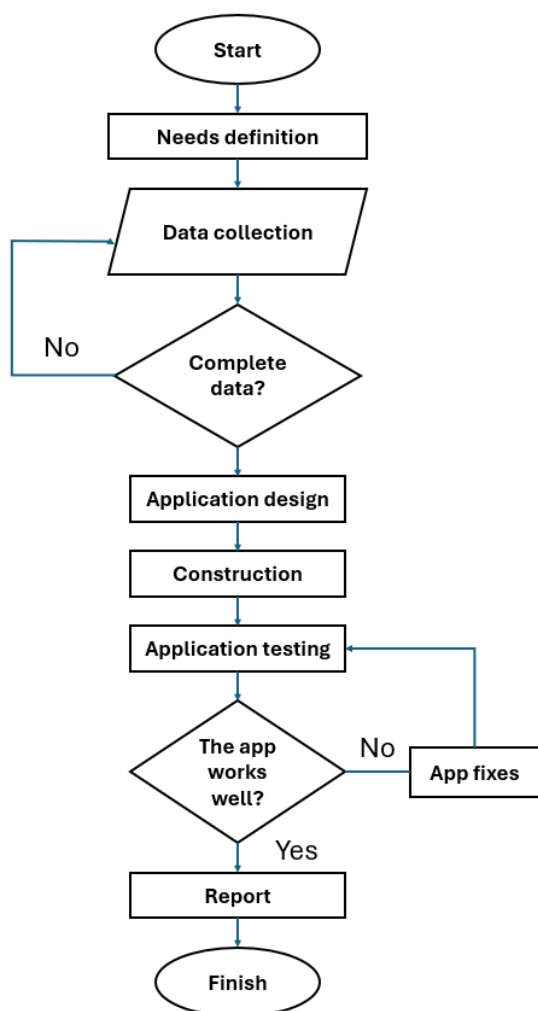 Start
Needs definition
Data collection
No
Complete
data?
Application design
Construction
Application testing
The app
works
well?
No
App fixes
Yes
Report
Finish